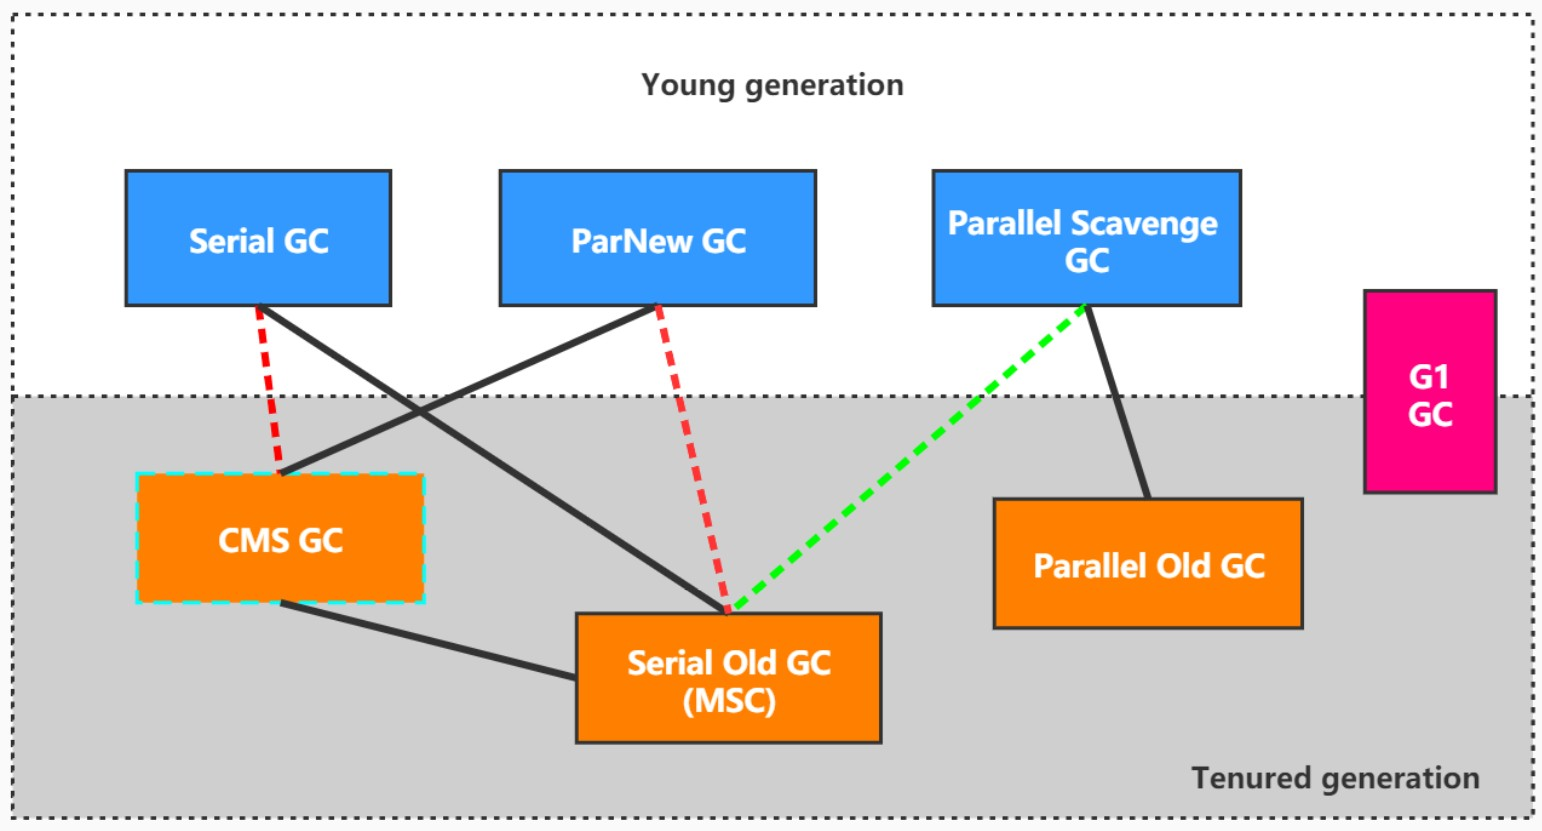 Young generation
Serial GC
ParNew GC
Parallel Scavenge
GC
G1
GC
CMS GC
Parallel Old GC
Serial Old GC
(MSC)
Tenured generation